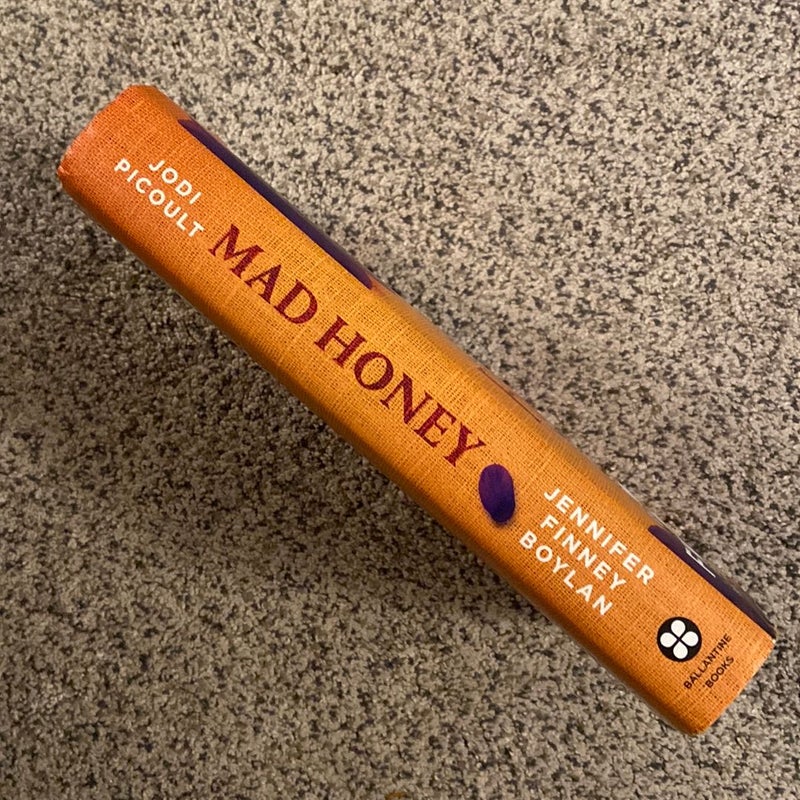 JODI
PICOULT
MAD HONEY
JENNIFER
FINNEY
BOYLAN
BALLANTINE
BOOKS